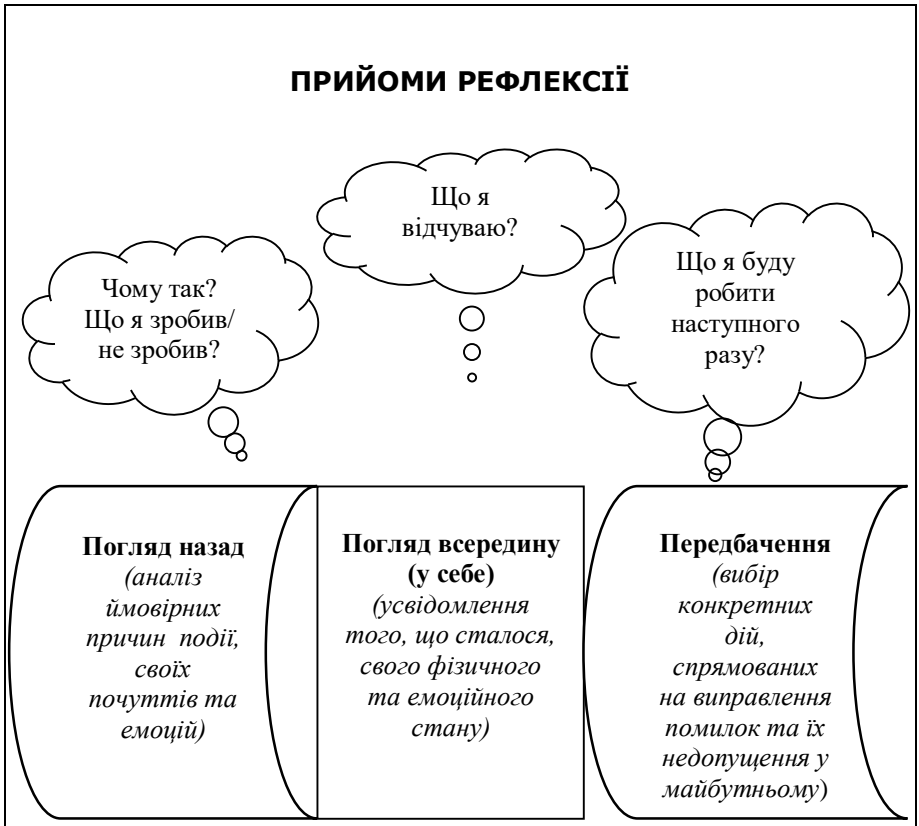 ПРИЙОМИ РЕФЛЕКСІЇ
Чому так?
Що я зробив/
не зробив?
Що я
відчуваю?
Що я буду
робити
наступного
разу?
Погляд назад
(аналіз
ймовірних
причин події,
своїх
почуттів та
емоцій)
Погляд всередину
(у себе)
(усвідомлення
того, що сталося,
свого фізичного
та емоційного
стану)
Передбачення
(вибір
конкретних
дій,
спрямованих
на виправлення
помилок та їх
недопущення у
майбутньому)